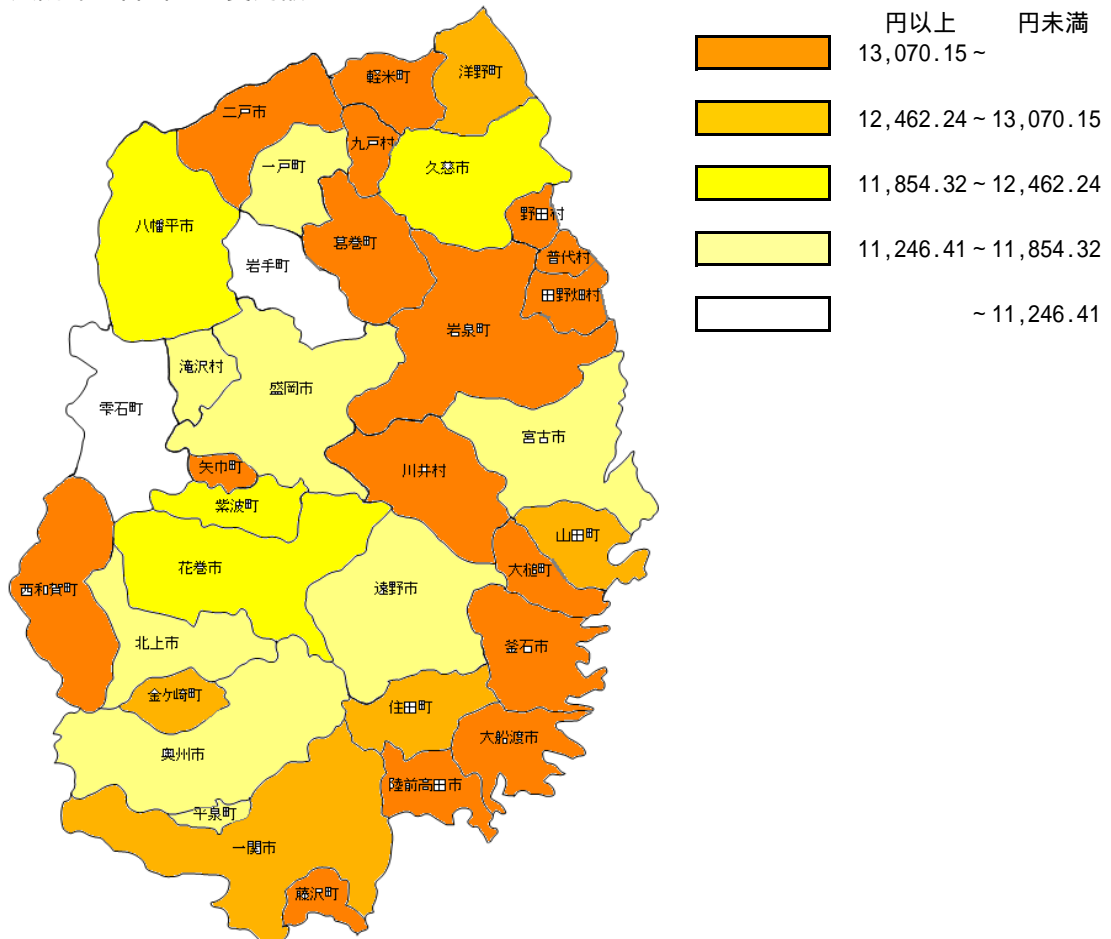 円以上 円未満
13,070.15 ~
12,462.24 ~ 13,070.15
11,854.32 ~ 12,462.24
11,246.41 ~ 11,854.32
~ 11,246.41
洋野町
軽米町
二戸市
九戸村
一戸町
久慈市
野田村
八幡平市
葛巻町
普代村
岩手町
田野畑村
岩泉町
滝沢村
盛岡市
雫石町
宮古市
矢巾町
川井村
紫波町
山田町
花巻市
大槌町
西和賀町
遠野市
北上市
釜石市
金ケ崎町
住田町
大船渡市
奥州市
陸前高田市
平泉町
一関市
藤沢町